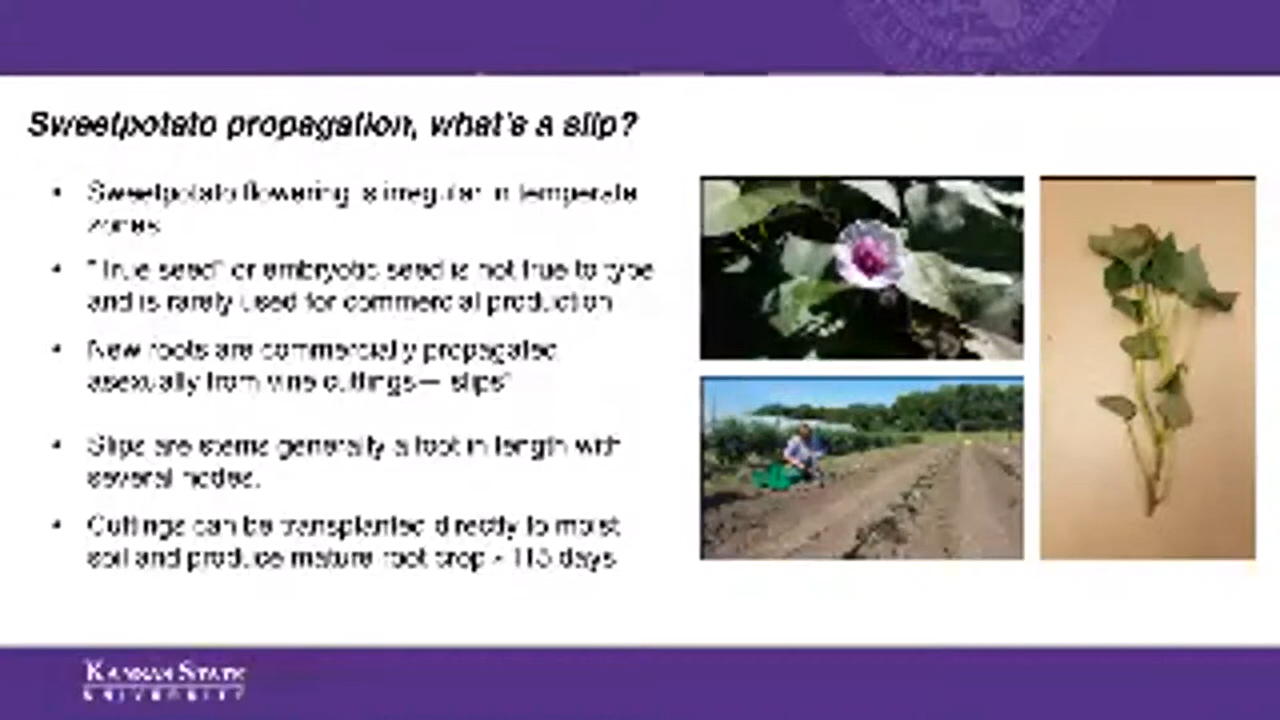 Sweetpotato propagation, what's a slip?
• Sweetpotato flowering is irregular in temperate
zones
• "True seed" or embryotic seed is not true to type
and is rarely used for commercial production
• New roots are commercially propagated
asexually from vine cuttings— "slips"
• Slips are stems generally a foot in length with
several nodes.
• Cuttings can be transplanted directly to moist
soil and produce mature root crop 115 days
KANSAS STATE
UNIVERSITY